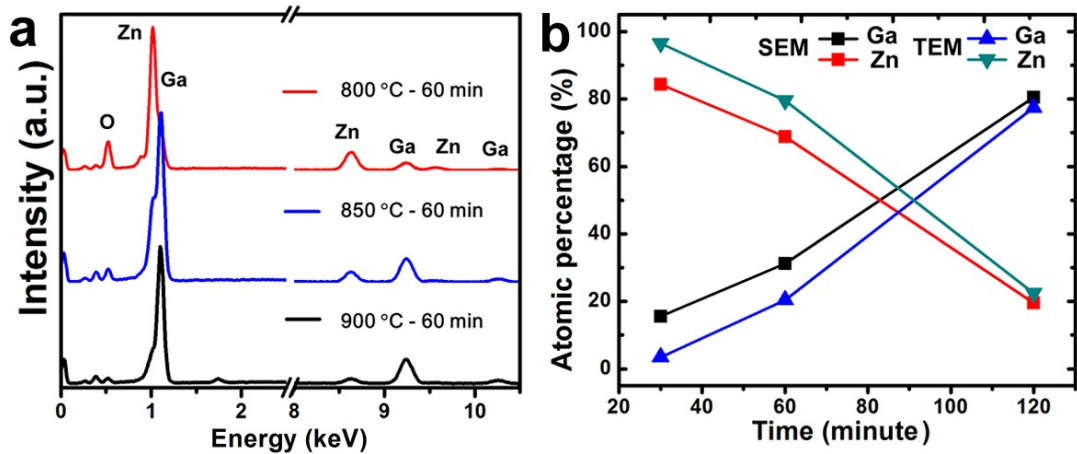 a
Zn
Ga
O
800 °C - 60 min
Zn
Ga
Zn
Ga
850 °C - 60 min
900 °C - 60 min
Intensity (a.u.)
0 1 2 8 9 10
Energy (keV)
b
SEM Ga TEM Ga
Zn Zn
100
80
60
40
20
0
Atomic percentage (%)
20 40 60 80 100 120
Time (minute)